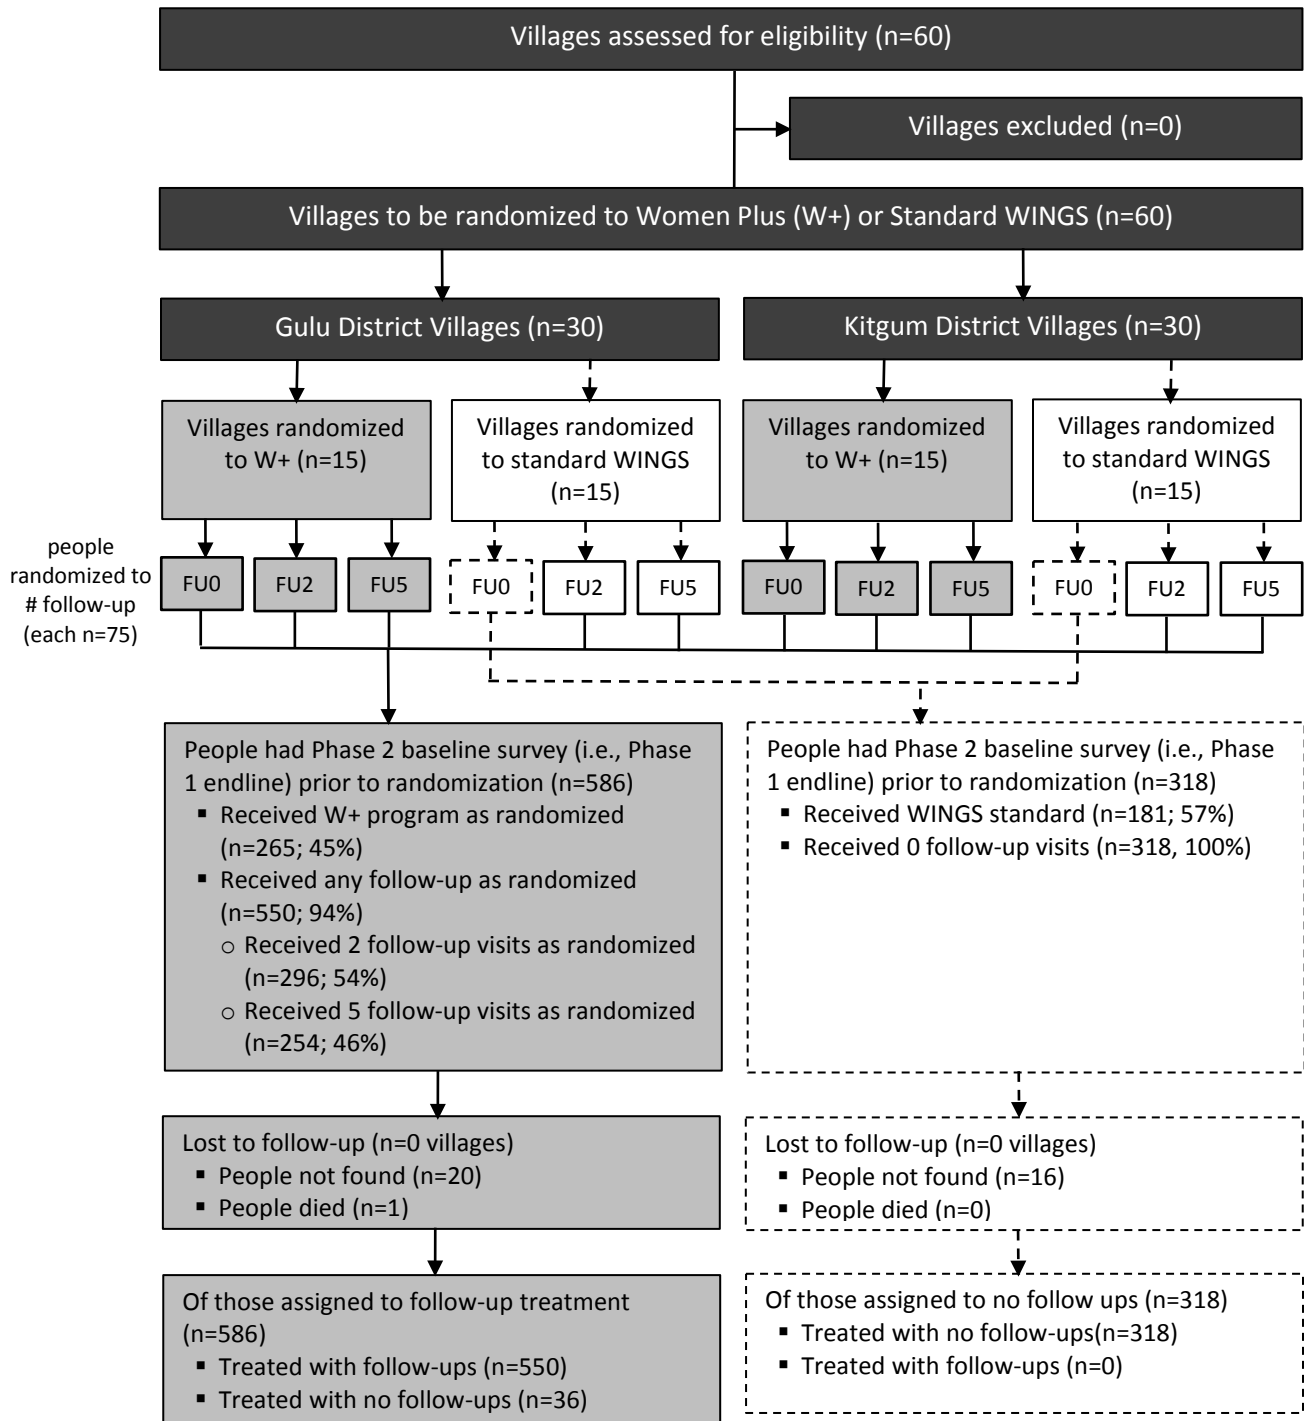 Villages assessed for eligibility (n=60)
Villages excluded (n=0)
Villages to be randomized to Women Plus (W+) or Standard WINGS (n=60)
Gulu District Villages (n=30)
Kitgum District Villages (n=30)
Villages randomized
to W+ (n=15)
Villages randomized
to standard WINGS
(n=15)
Villages randomized
to W+ (n=15)
Villages randomized
to standard WINGS
(n=15)
people
randomized to
# follow-up
(each n=75)
FU0
FU2
FU5
FU0
FU2
FU5
FU0
FU2
FU5
FU0
FU2
FU5
People had Phase 2 baseline survey (i.e., Phase
1 endline) prior to randomization (n=586)
▪ Received W+ program as randomized
(n=265; 45%)
▪ Received any follow-up as randomized
(n=550; 94%)
o Received 2 follow-up visits as randomized
(n=296; 54%)
o Received 5 follow-up visits as randomized
(n=254; 46%)
People had Phase 2 baseline survey (i.e., Phase
1 endline) prior to randomization (n=318)
▪ Received WINGS standard (n=181; 57%)
▪ Received 0 follow-up visits (n=318, 100%)
Lost to follow-up (n=0 villages)
▪ People not found (n=20)
▪ People died (n=1)
Lost to follow-up (n=0 villages)
▪ People not found (n=16)
▪ People died (n=0)
Of those assigned to follow-up treatment
(n=586)
▪ Treated with follow-ups (n=550)
▪ Treated with no follow-ups (n=36)
Of those assigned to no follow ups (n=318)
▪ Treated with no follow-ups(n=318)
▪ Treated with follow-ups (n=0)